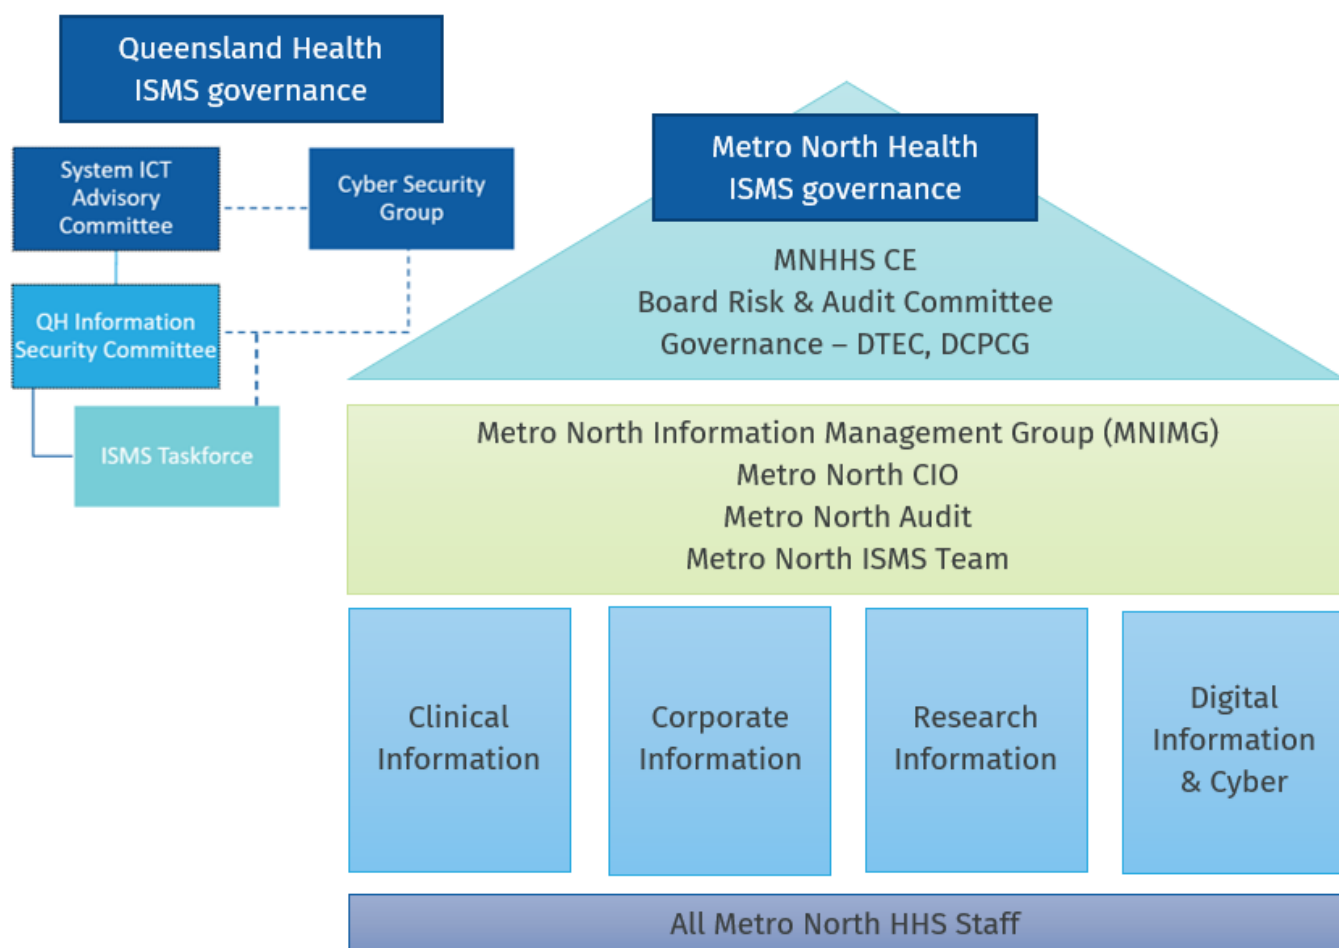 Queensland Health
ISMS governance
System ICT
Advisory
Committee
Cyber Security
Group
QH Information
Security Committee
ISMS Taskforce
Metro North Health
ISMS governance
MNHHS CE
Board Risk & Audit Committee
Governance – DTEC, DCPCG
Metro North Information Management Group (MNIMG)
Metro North CIO
Metro North Audit
Metro North ISMS Team
Clinical
Information
Corporate
Information
Research
Information
Digital
Information
& Cyber
All Metro North HHS Staff